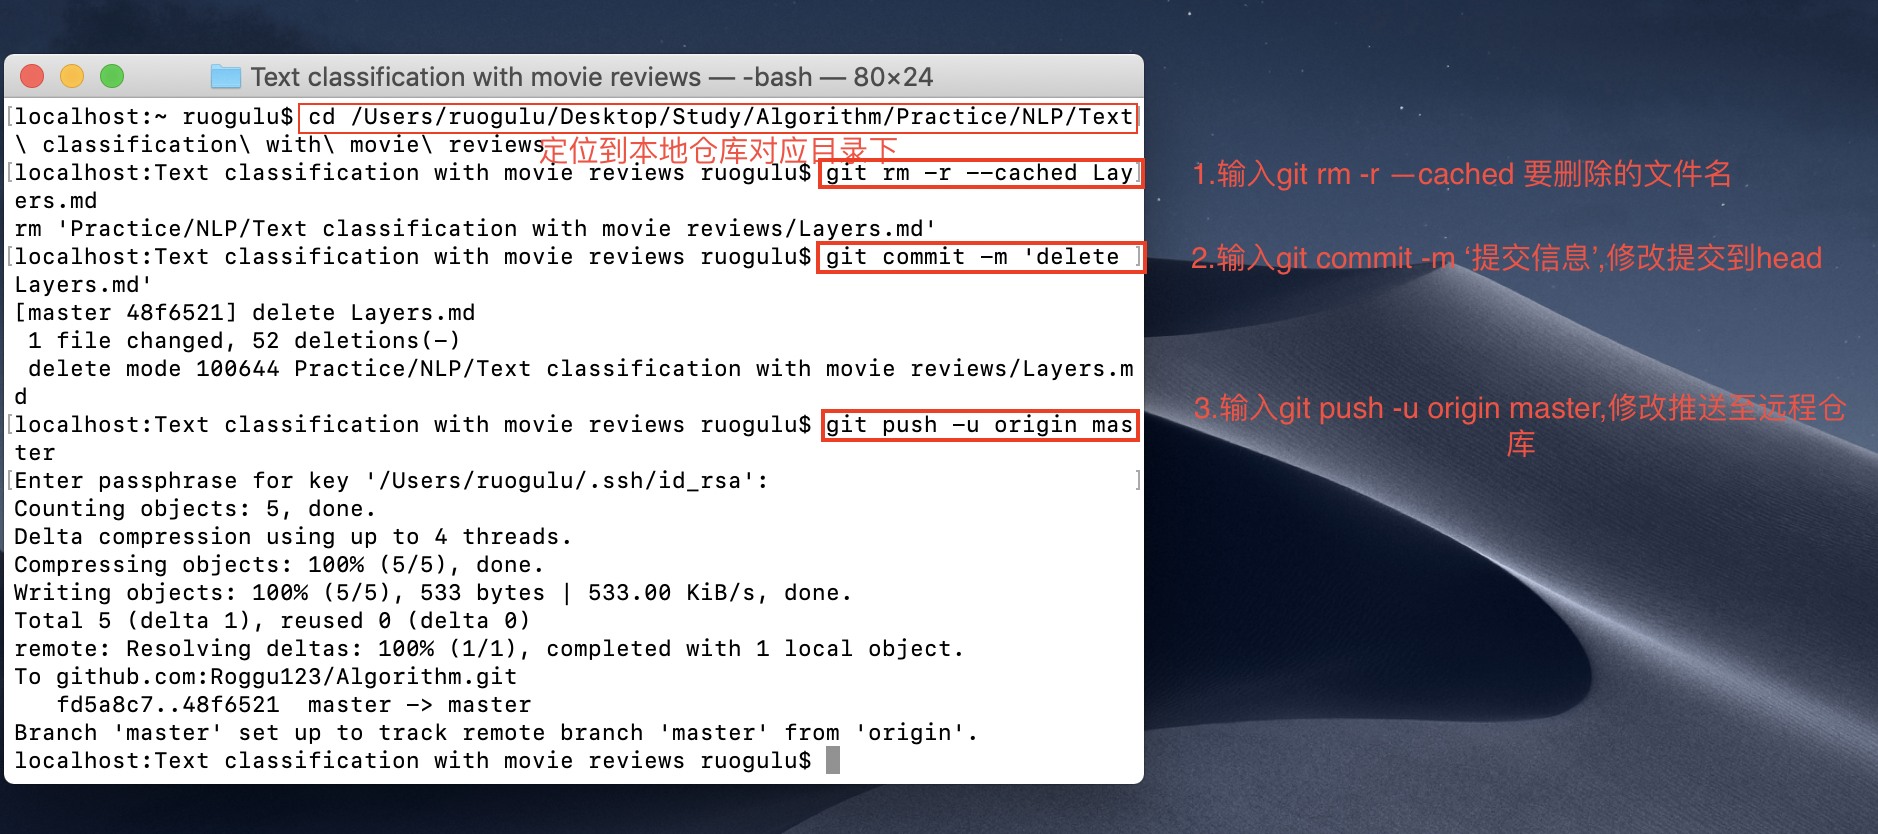 Text classification with movie reviews — -bash — 80×24
localhost:~ ruogulu$ cd /Users/ruogulu/Desktop/Study/Algorithm/Practice/NLP/Text
\ classification\ with\ movie\ reviews
定位到本地仓库对应目录下
localhost:Text classification with movie reviews ruogulu$ git rm -r --cached Lay
ers.md
rm 'Practice/NLP/Text classification with movie reviews/Layers.md'
localhost:Text classification with movie reviews ruogulu$ git commit -m 'delete 
Layers.md'
[master 48f6521] delete Layers.md
 1 file changed, 52 deletions(-)
 delete mode 100644 Practice/NLP/Text classification with movie reviews/Layers.m
d
localhost:Text classification with movie reviews ruogulu$ git push -u origin mas
ter
Enter passphrase for key '/Users/ruogulu/.ssh/id_rsa':
Counting objects: 5, done.
Delta compression using up to 4 threads.
Compressing objects: 100% (5/5), done.
Writing objects: 100% (5/5), 533 bytes | 533.00 KiB/s, done.
Total 5 (delta 1), reused 0 (delta 0)
remote: Resolving deltas: 100% (1/1), completed with 1 local object.
To github.com:Roggu123/Algorithm.git
   fd5a8c7..48f6521  master -> master
Branch 'master' set up to track remote branch 'master' from 'origin'.
localhost:Text classification with movie reviews ruogulu$
1.输入git rm -r —cached 要删除的文件名
2.输入git commit -m ‘提交信息’,修改提交到head
3.输入git push -u origin master,修改推送至远程仓
库